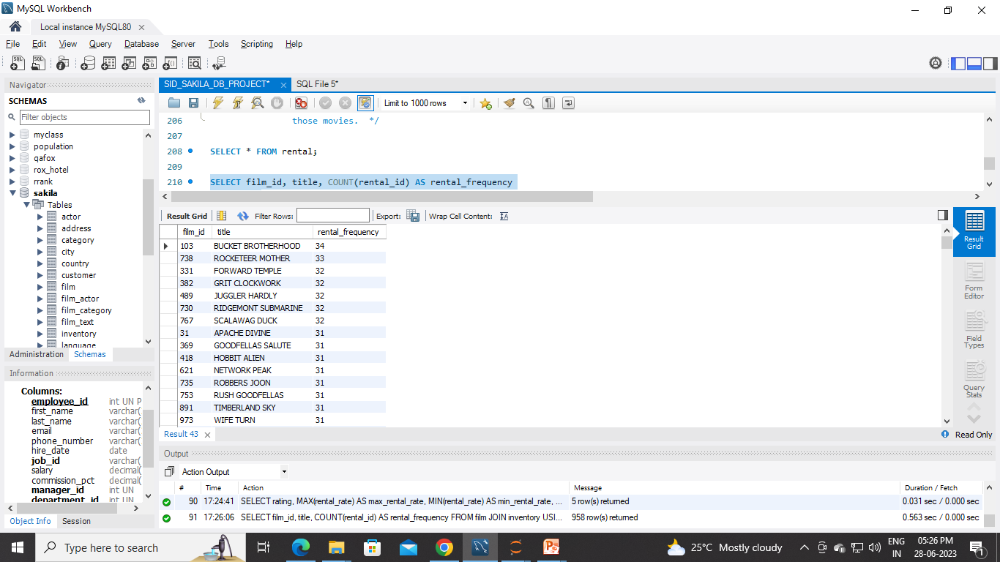 MySQL Workbench
Local instance MySQL80
File Edit View Query Database Server Tools Scripting Help
Navigator
SCHEMAS
Filter objects
myclass
population
qafox
rox_hotel
rrank
sakila
Tables
actor
address
category
city
country
customer
film
film_actor
film_category
film_text
inventory
language
Administration Schemas
Information
Columns:
employee_id int UN P
first_name varchar(
last_name varchar(
email varchar(
phone_number varchar(
hire_date date
job_id varchar(
salary decimal(
commission_pct decimal(
manager_id int UN
department_id int UN
Object Info Session
SID_SAKILA_DB_PROJECT* SQL File 5*
Limit to 1000 rows
206 those movies. */
207
208 SELECT * FROM rental;
209
210 SELECT film_id, title, COUNT(rental_id) AS rental_frequency
Result Grid Filter Rows: Export: Wrap Cell Content:
film_id title rental_frequency
103 BUCKET BROTHERHOOD 34
738 ROCKETEER MOTHER 33
331 FORWARD TEMPLE 32
382 GRIT CLOCKWORK 32
489 JUGGLER HARDLY 32
730 RIDGEMONT SUBMARINE 32
767 SCALAWAG DUCK 32
31 APACHE DIVINE 31
369 GOODFELLAS SALUTE 31
418 HOBBIT ALIEN 31
621 NETWORK PEAK 31
735 ROBBERS JOON 31
753 RUSH GOODFELLAS 31
891 TIMBERLAND SKY 31
973 WIFE TURN 31
Result
Grid
Form
Editor
Field
Types
Query
Stats
Result 43
Read Only
Output
Action Output
# Time Action Message Duration / Fetch
90 17:24:41 SELECT rating, MAX(rental_rate) AS max_rental_rate, MIN(rental_rate) AS min_rental_rate, ... 5 row(s) returned 0.031 sec / 0.000 sec
91 17:26:06 SELECT film_id, title, COUNT(rental_id) AS rental_frequency FROM film JOIN inventory USI... 958 row(s) returned 0.563 sec / 0.000 sec
Type here to search
25°C Mostly cloudy
ENG
IN
05:26 PM
28-06-2023
1